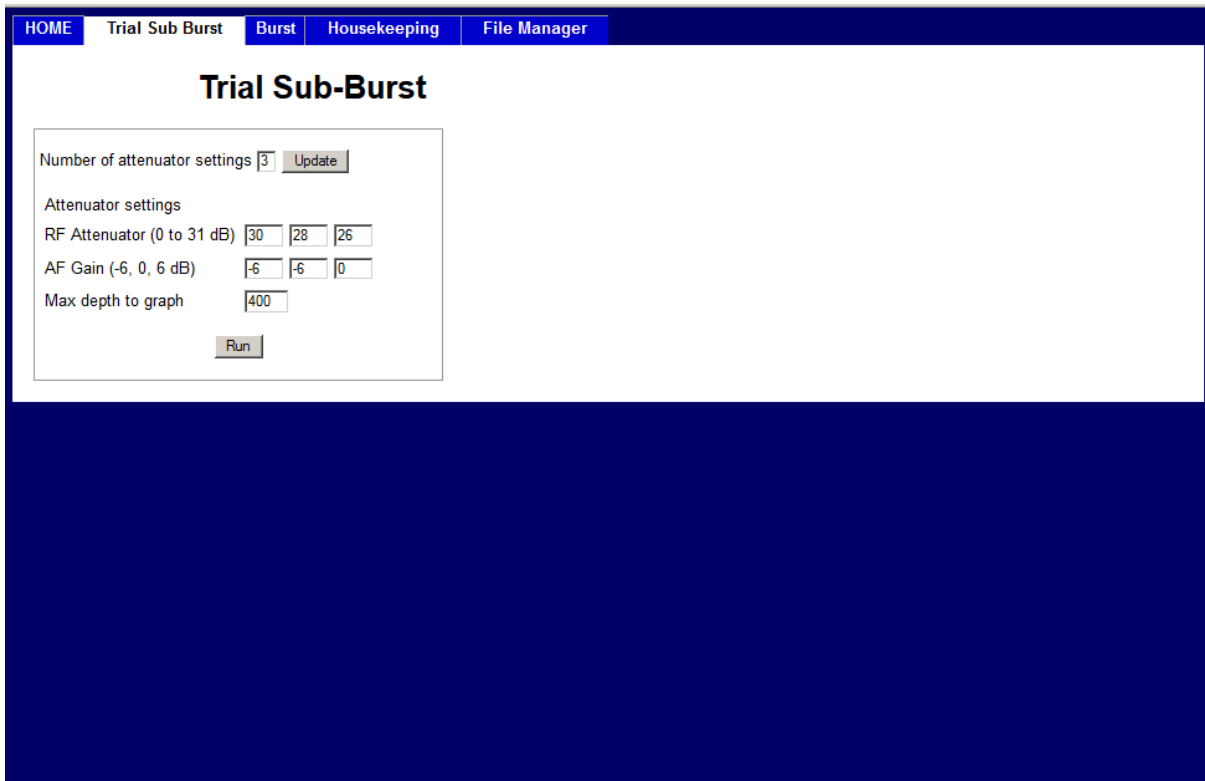 HOME Trial Sub Burst Burst Housekeeping File Manager
Trial Sub-Burst
Number of attenuator settings 3 Update
Attenuator settings
RF Attenuator (0 to 31 dB) 30 28 26
AF Gain (-6, 0, 6 dB) -6 -6 0
Max depth to graph 400
Run